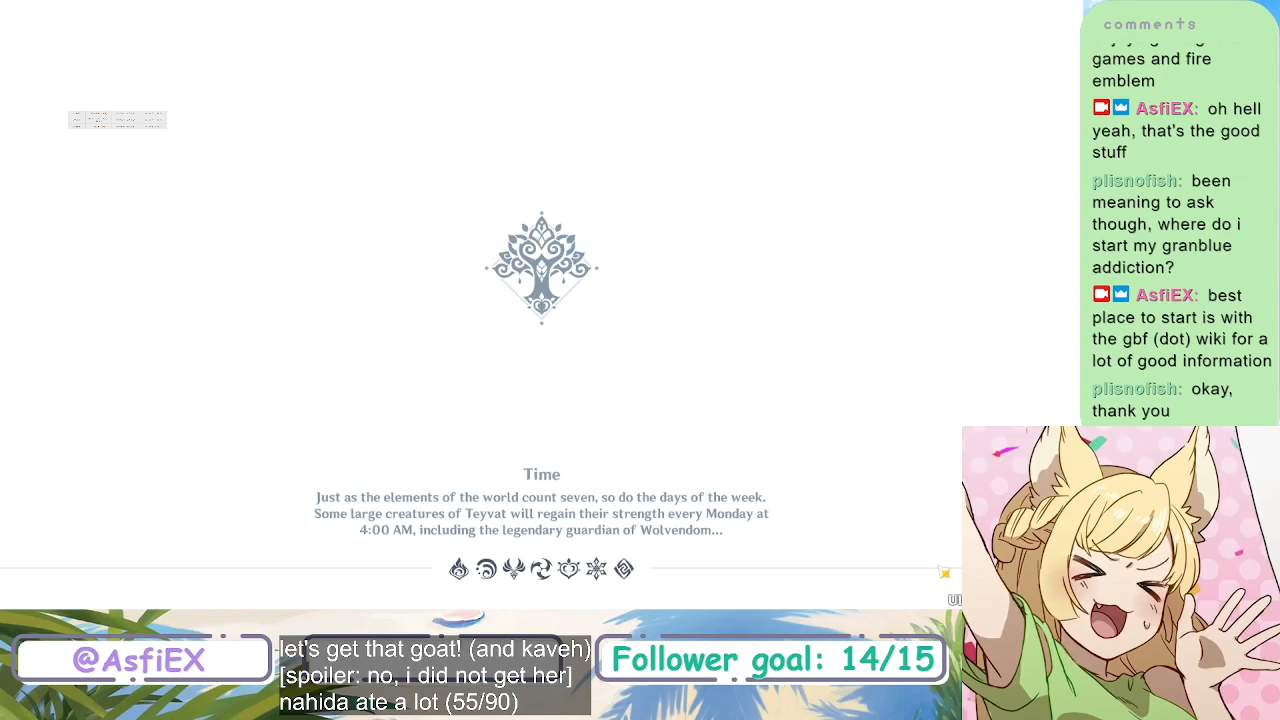 comments
games and fire
emblem
AsfiEX: oh hell
yeah, that's the good
stuff
plisnofish: been
meaning to ask
though, where do i
start my granblue
addiction?
AsfiEX: best
place to start is with
the gbf (dot) wiki for a
lot of good information
plisnofish: okay,
thank you
Time
Just as the elements of the world count seven, so do the days of the week.
Some large creatures of Teyvat will regain their strength every Monday at
4:00 AM, including the legendary guardian of Wolvendom...
UI
@AsfiEX
let's get that goat! (and kaveh)
[spoiler: no, i did not get her]
nahida ate a lot (55/90)
Follower goal: 14/15